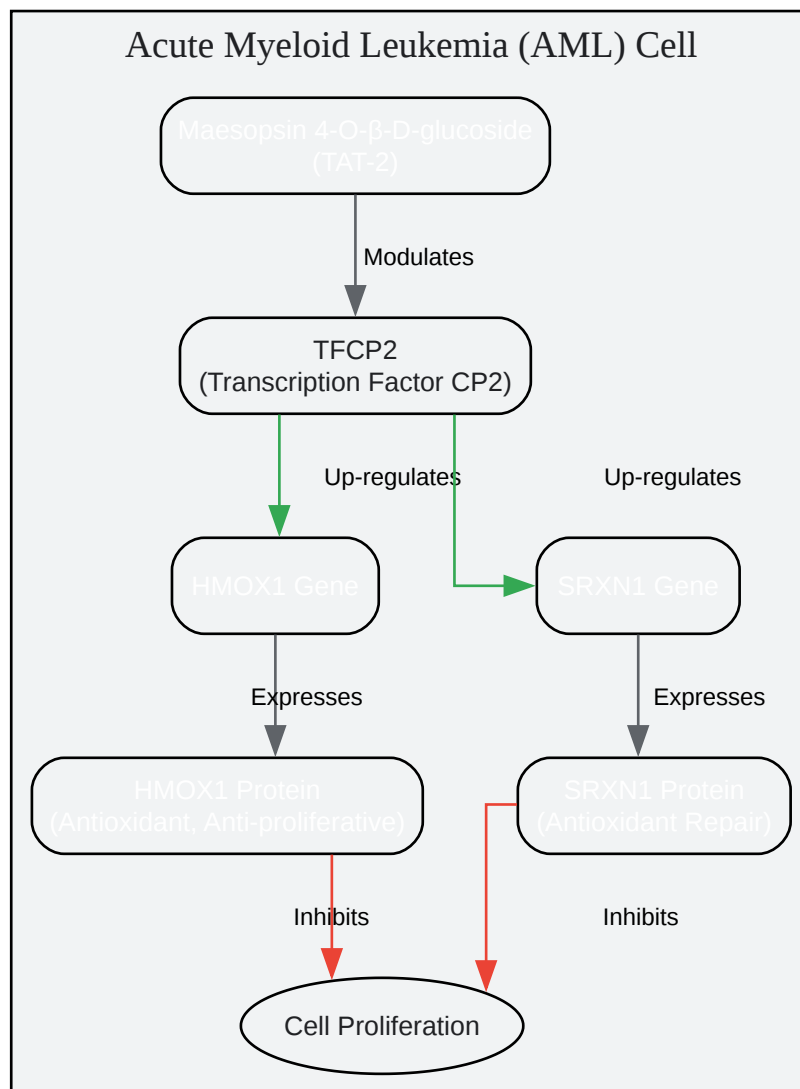 Acute Myeloid Leukemia (AML) Cell
Maesopsin 4-O-β-D-glucoside
(TAT-2)
Modulates
TFCP2
(Transcription Factor CP2)
Up-regulates
Up-regulates
HMOX1 Gene
SRXN1 Gene
Expresses
Expresses
HMOX1 Protein
(Antioxidant, Anti-proliferative)
SRXN1 Protein
(Antioxidant Repair)
Inhibits
Inhibits
Cell Proliferation